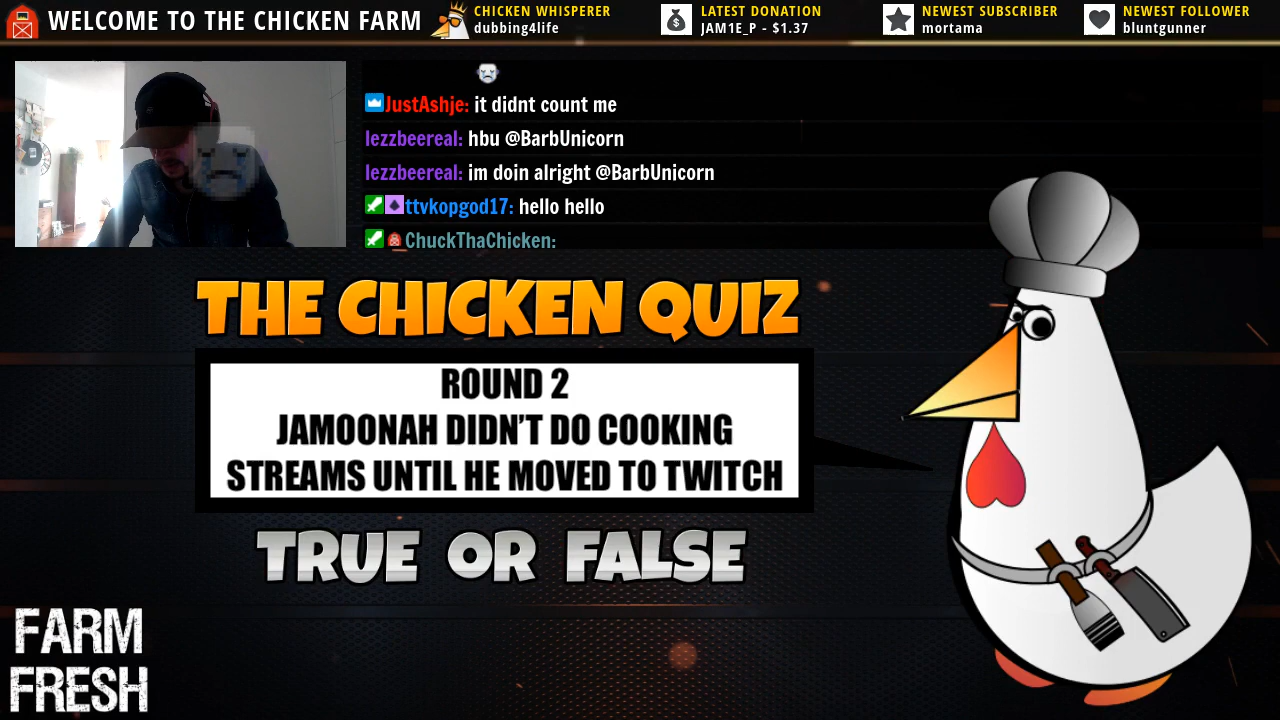 WELCOME TO THE CHICKEN FARM
CHICKEN WHISPERER
dubbing4life
LATEST DONATION
JAM1E_P - $1.37
NEWEST SUBSCRIBER
mortama
NEWEST FOLLOWER
bluntgunner
JustAshje: it didnt count me
lezzbeereal: hbu @BarbUnicorn
lezzbeereal: im doin alright @BarbUnicorn
ttvkopgod17: hello hello
ChuckThaChicken:
THE CHICKEN QUIZ
ROUND 2
JAMOONAH DIDN'T DO COOKING
STREAMS UNTIL HE MOVED TO TWITCH
TRUE OR FALSE
FARM
FRESH